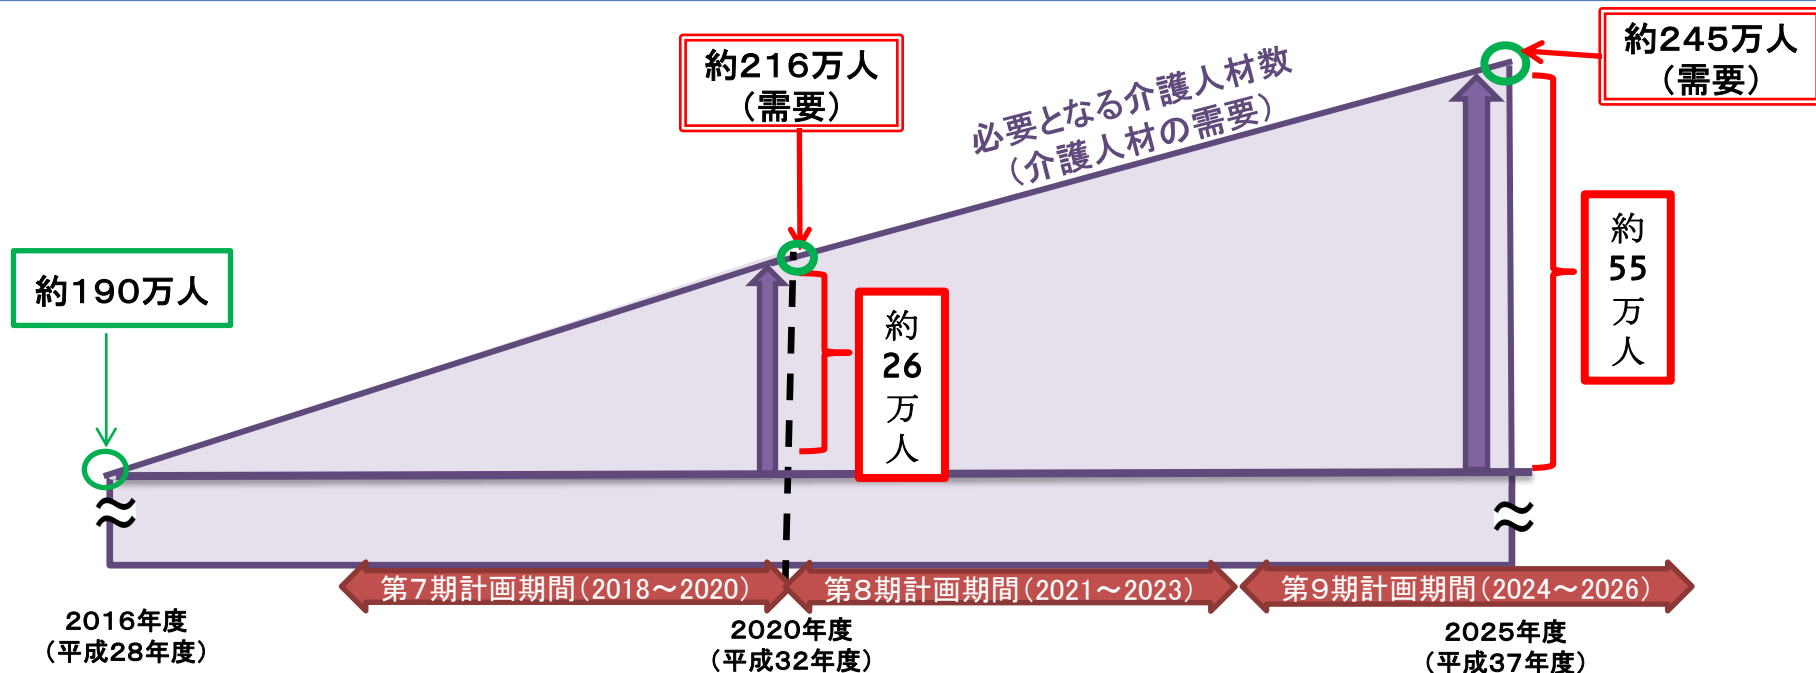 約216万人
（需要）
約245万人
（需要）
必要となる介護人材数
（介護人材の需要）
約190万人
約
26
万
人
約
55
万
人
第7期計画期間（2018～2020）
第8期計画期間（2021～2023）
第9期計画期間（2024～2026）
2016年度
（平成28年度）
2020年度
（平成32年度）
2025年度
（平成37年度）